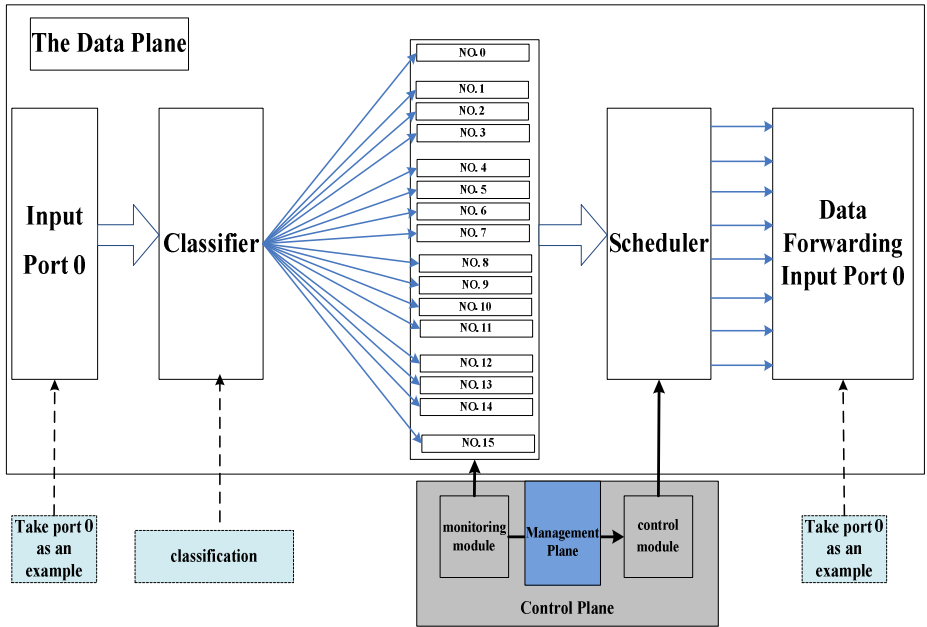 The Data Plane
Input
Port 0
Classifier
NO. 0
NO. 1
NO. 2
NO. 3
NO. 4
NO. 5
NO. 6
NO. 7
NO. 8
NO. 9
NO. 10
NO. 11
NO. 12
NO. 13
NO. 14
NO. 15
Scheduler
Data
Forwarding
Input Port 0
Take port 0
as an
example
classification
monitoring
module
Management
Plane
control
module
Control Plane
Take port 0
as an
example